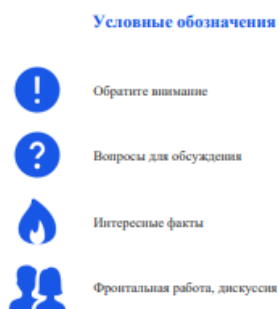 Условные обозначения
Обратите внимание
Вопросы для обсуждения
Интересные факты
Фронтальная работа, дискуссия